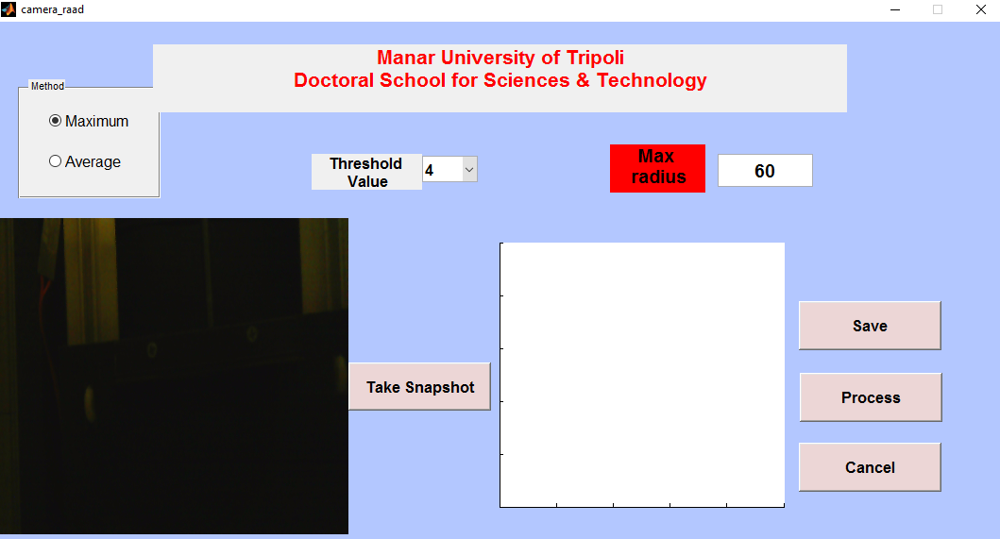 camera_raad
Manar University of Tripoli
Doctoral School for Sciences & Technology
Method
Maximum
Average
Threshold
Value
4
Max
radius
60
Take Snapshot
Save
Process
Cancel